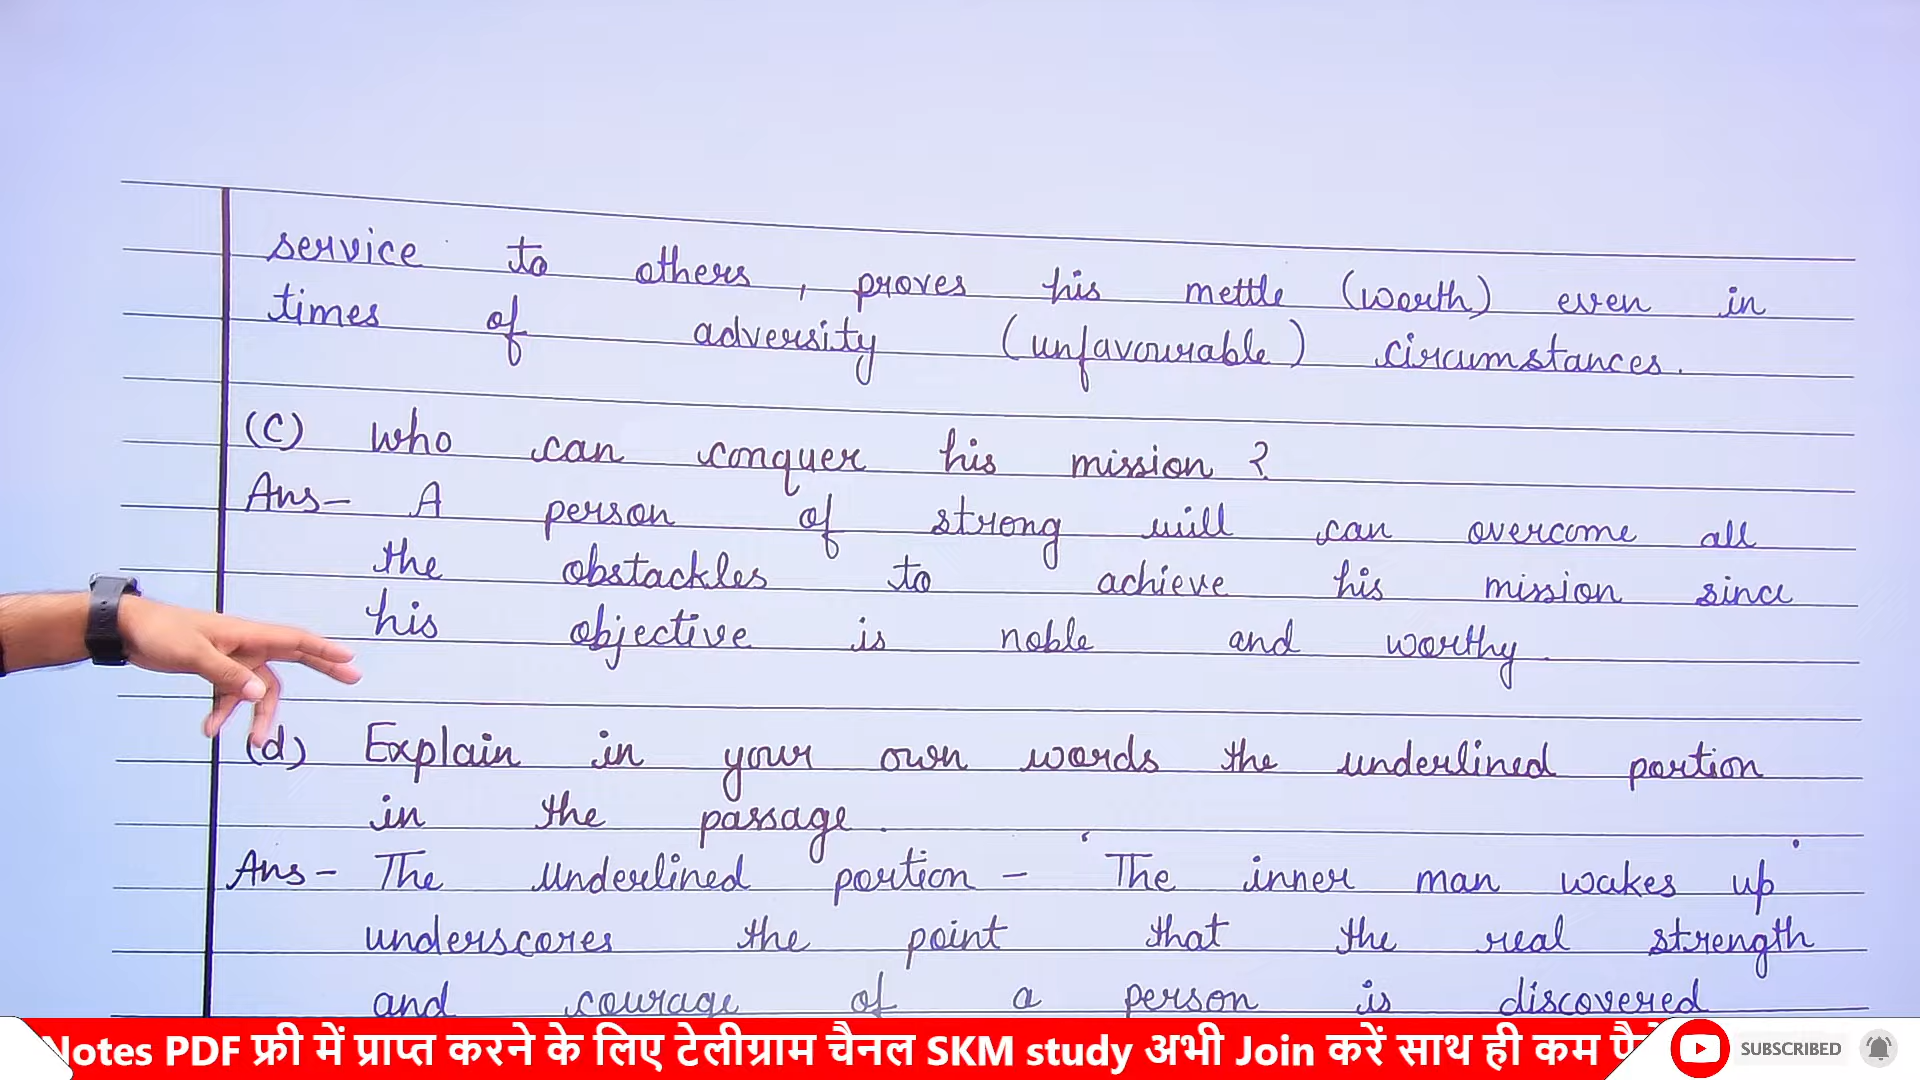 service to others, proves his mettle (worth) even in
times of adversity (unfavourable) circumstances.
(C) Who can conquer his mission?
Ans- A person of strong will can overcome all
the obstackles to achieve his mission since
his objective is noble and worthy.
(d) Explain in your own words the underlined portion
in the passage.
Ans- The underlined portion - 'The inner man wakes up'
underscores the point that the real strength
and courage of a person is discovered
Notes PDF फ्री में प्राप्त करने के लिए टेलीग्राम चैनल SKM study अभी Join करें साथ ही कम
SUBSCRIBED